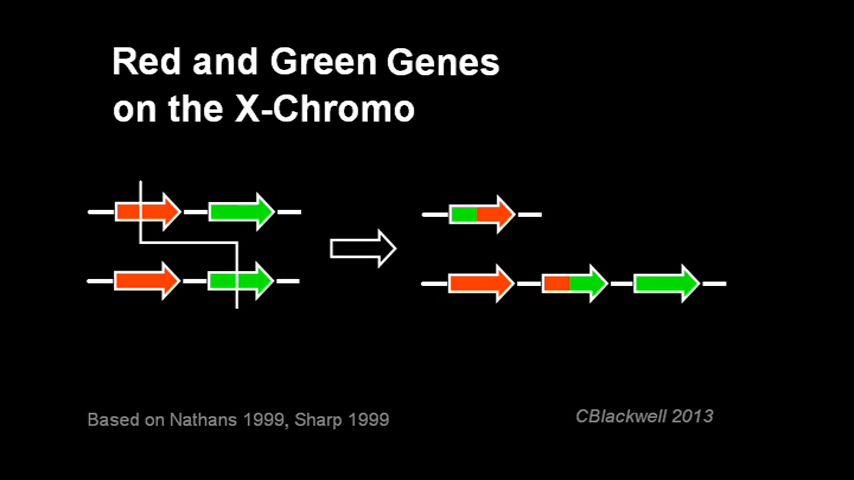 Red and Green Genes
on the X-Chromo
Based on Nathans 1999, Sharp 1999
CBlackwell 2013